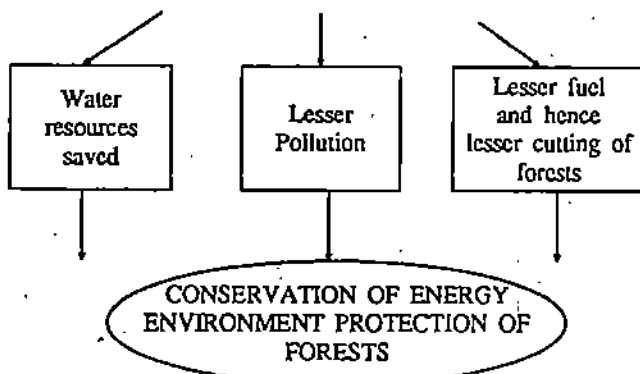 Water
resources
saved
Lesser
Pollution
Lesser fuel
and hence
lesser cutting of
forests
CONSERVATION OF ENERGY
ENVIRONMENT PROTECTION OF
FORESTS